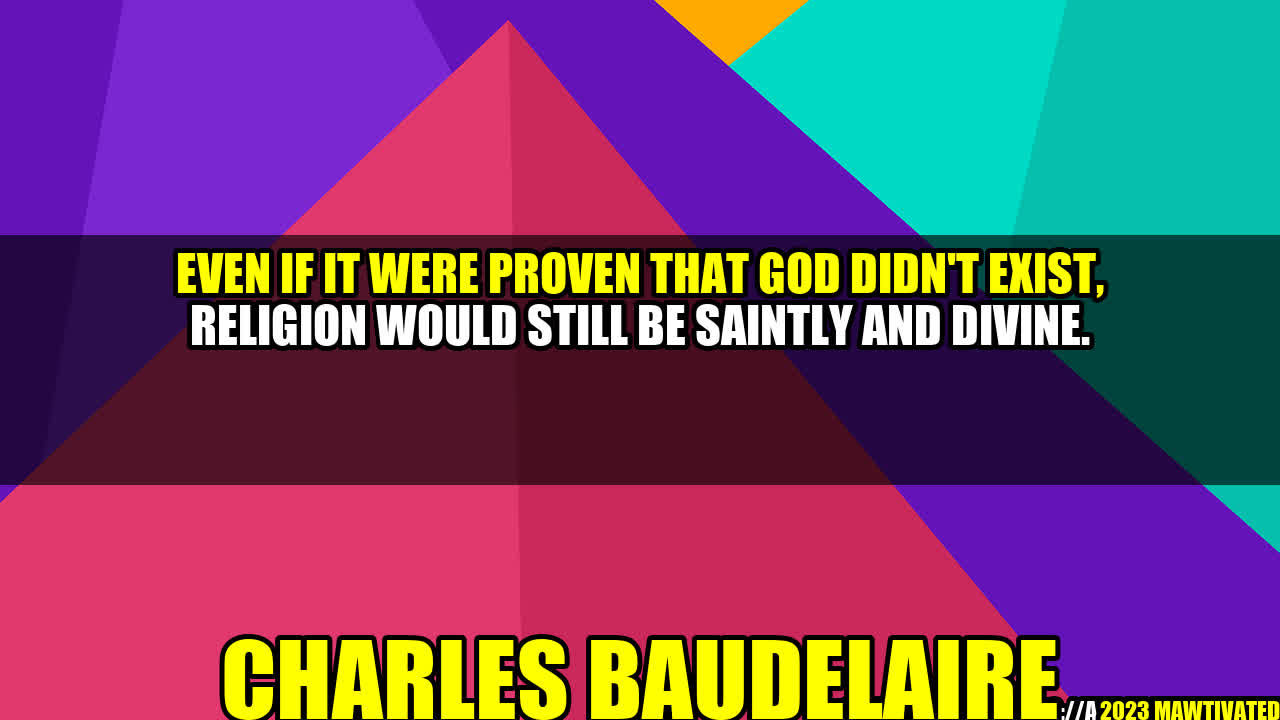 EVEN IF IT WERE PROVEN THAT GOD DIDN'T EXIST,
RELIGION WOULD STILL BE SAINTLY AND DIVINE.
CHARLES BAUDELAIRE
://A 2023 MAWTIVATED